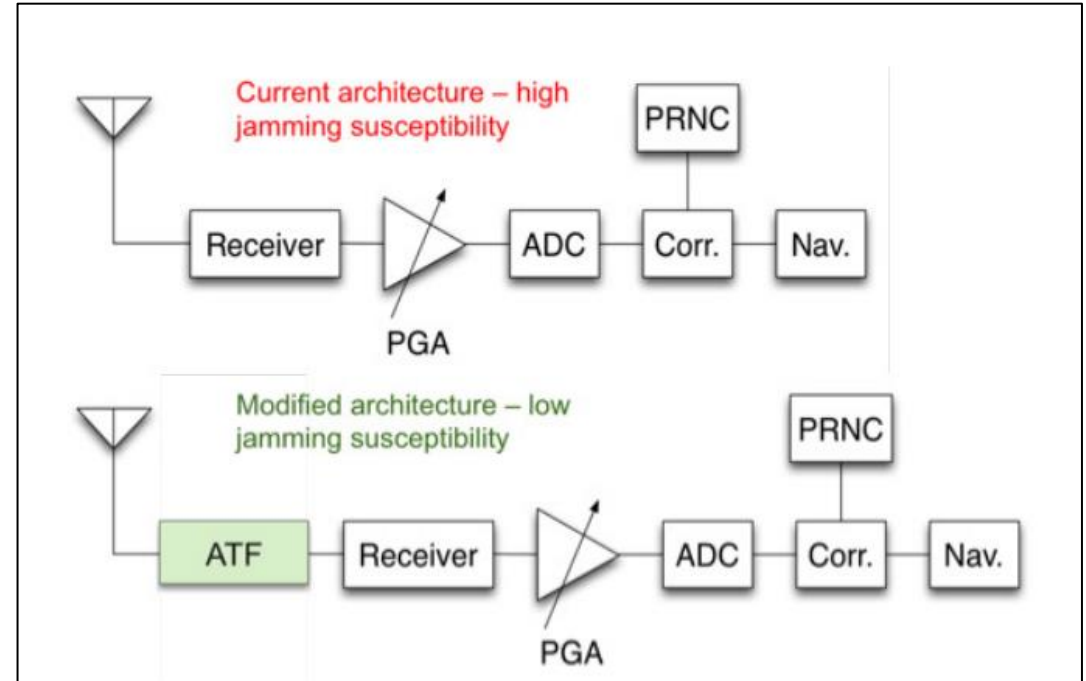 Current architecture – high
jamming susceptibility
PRNC
Receiver
ADC
Corr.
Nav.
PGA
Modified architecture – low
jamming susceptibility
PRNC
ATF
Receiver
ADC
Corr.
Nav.
PGA